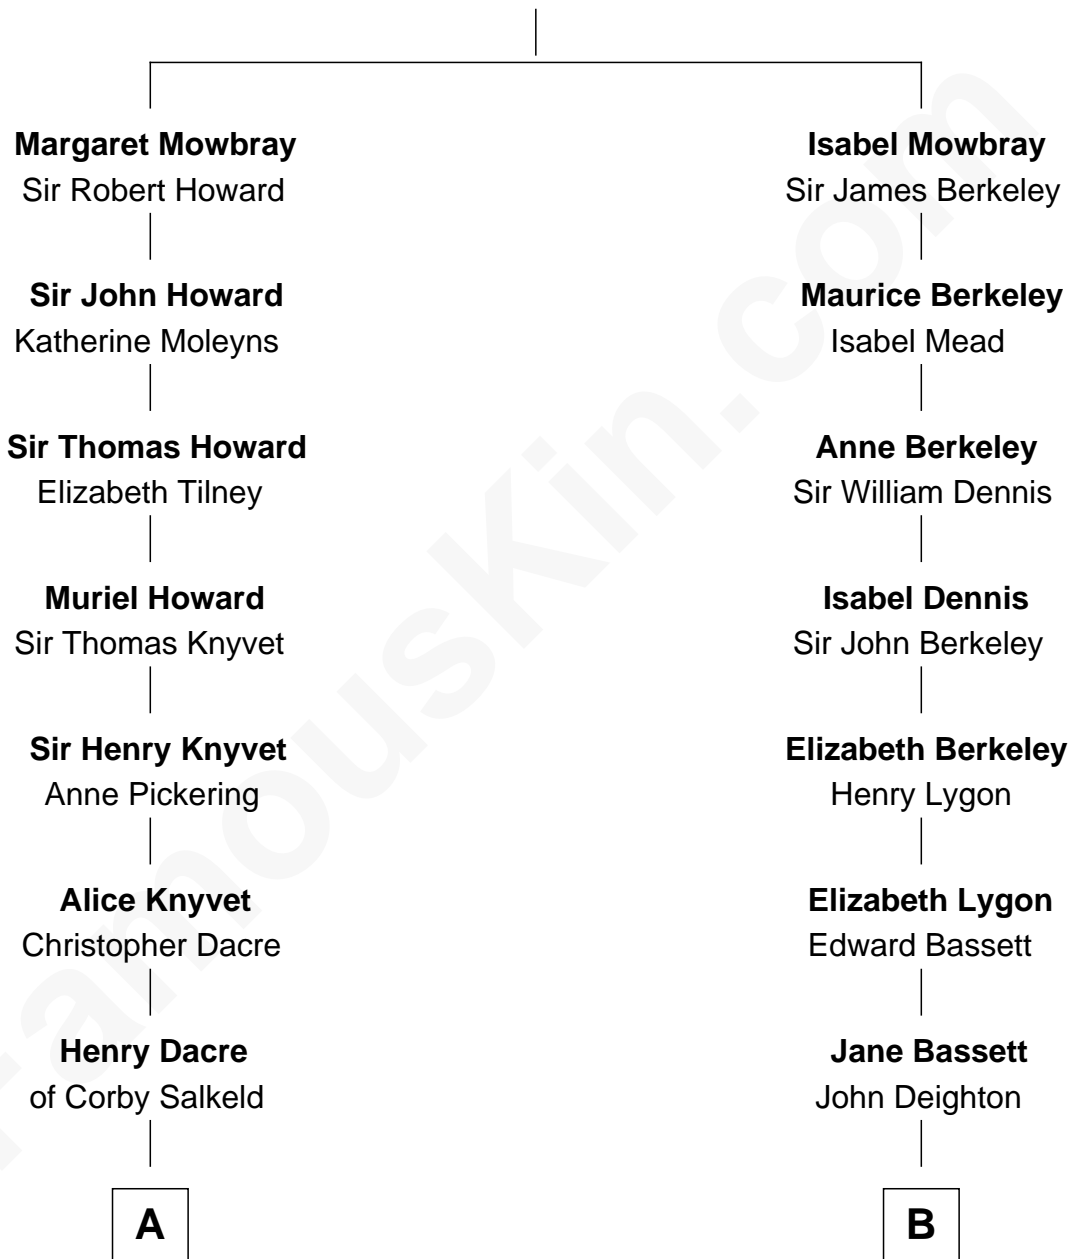 Margaret Mowbray
Sir Robert Howard
Isabel Mowbray
Sir James Berkeley
Sir John Howard
Katherine Moleyns
Maurice Berkeley
Isabel Mead
Sir Thomas Howard
Elizabeth Tilney
Anne Berkeley
Sir William Dennis
Muriel Howard
Sir Thomas Knyvet
Isabel Dennis
Sir John Berkeley
Sir Henry Knyvet
Anne Pickering
Elizabeth Berkeley
Henry Lygon
Alice Knyvet
Christopher Dacre
Elizabeth Lygon
Edward Bassett
Henry Dacre
of Corby Salkeld
Jane Bassett
John Deighton
A
B
FamousKin.com